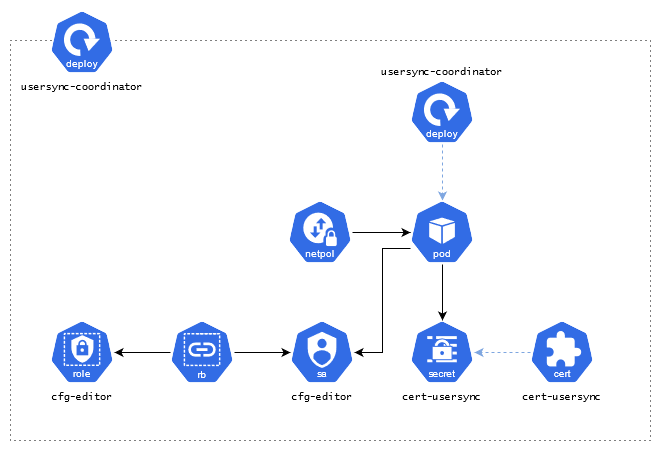 deploy
usersync-coordinator
usersync-coordinator
deploy
netpol
pod
role
rb
sa
secret
cert
cfg-editor
cfg-editor
cert-usersync
cert-usersync